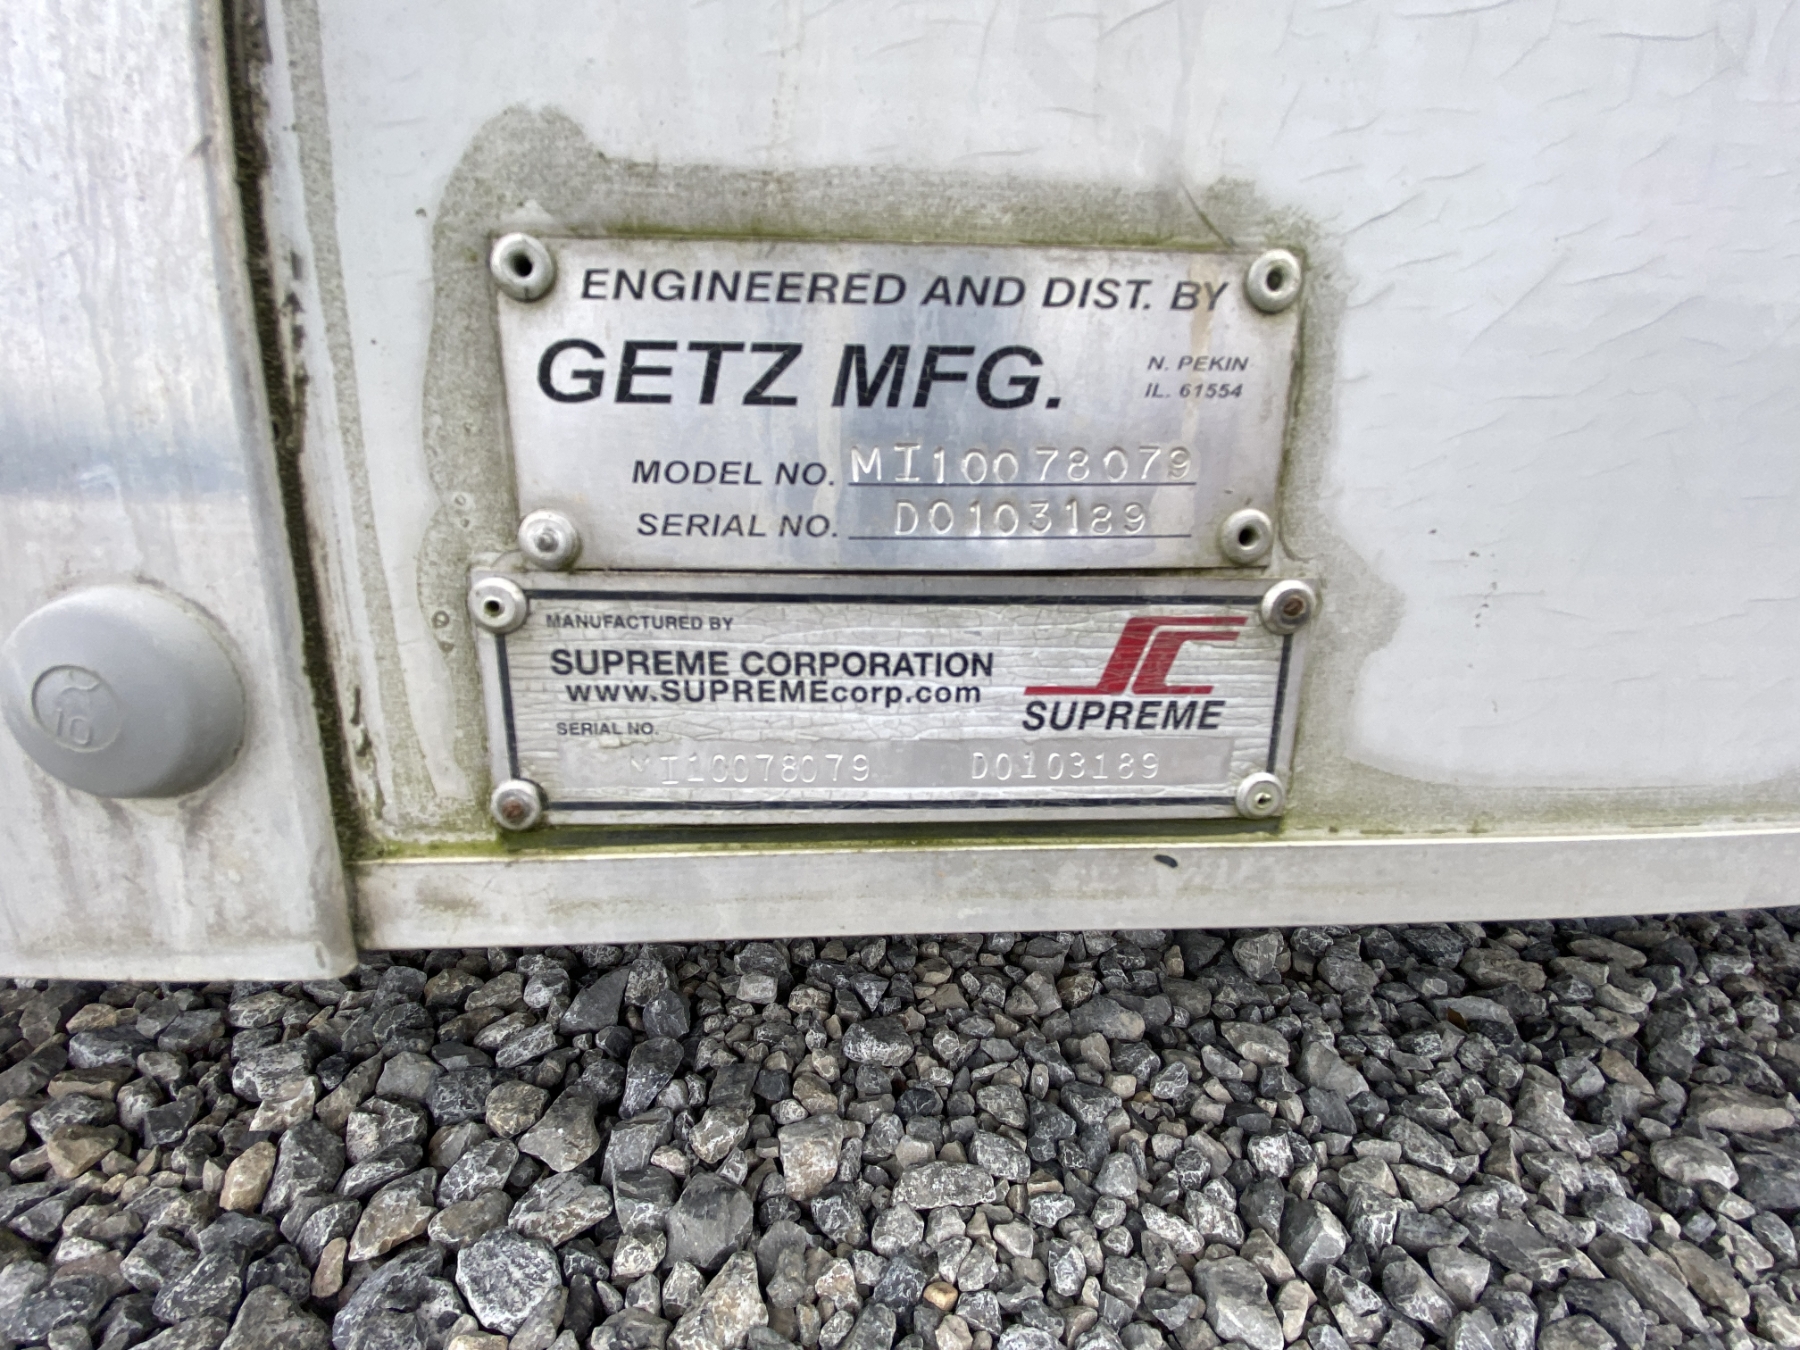 ENGINEERED AND DIST. BY
GETZ MFG.
N. PEKIN
IL. 61554
MODEL NO. MI10078079
SERIAL NO. D0103189
MANUFACTURED BY
SUPREME CORPORATION
www.SUPREMEcorp.com
SUPREME
SERIAL NO.
MI10078079 D0103189
10